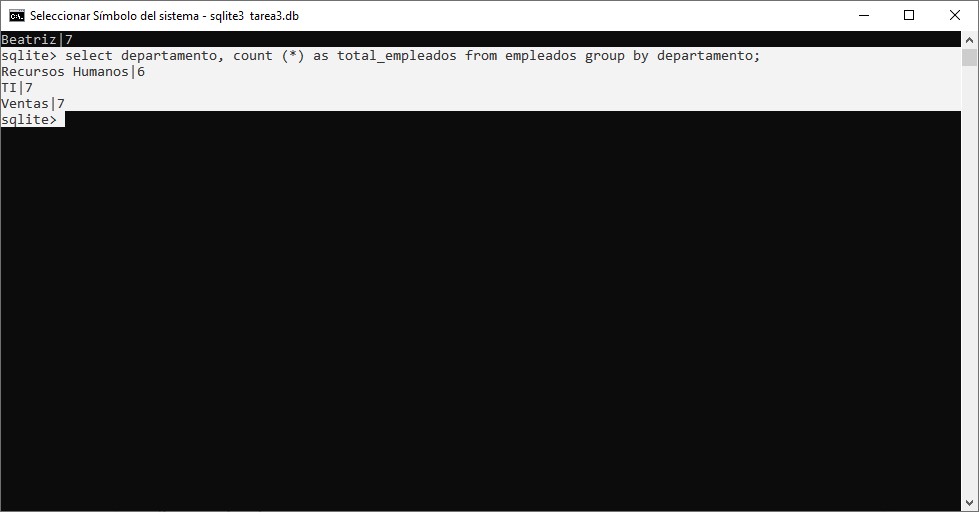 Seleccionar Símbolo del sistema - sqlite3 tarea3.db
Beatriz|7
sqlite> select departamento, count (*) as total_empleados from empleados group by departamento;
Recursos Humanos|6
TI|7
Ventas|7
sqlite>